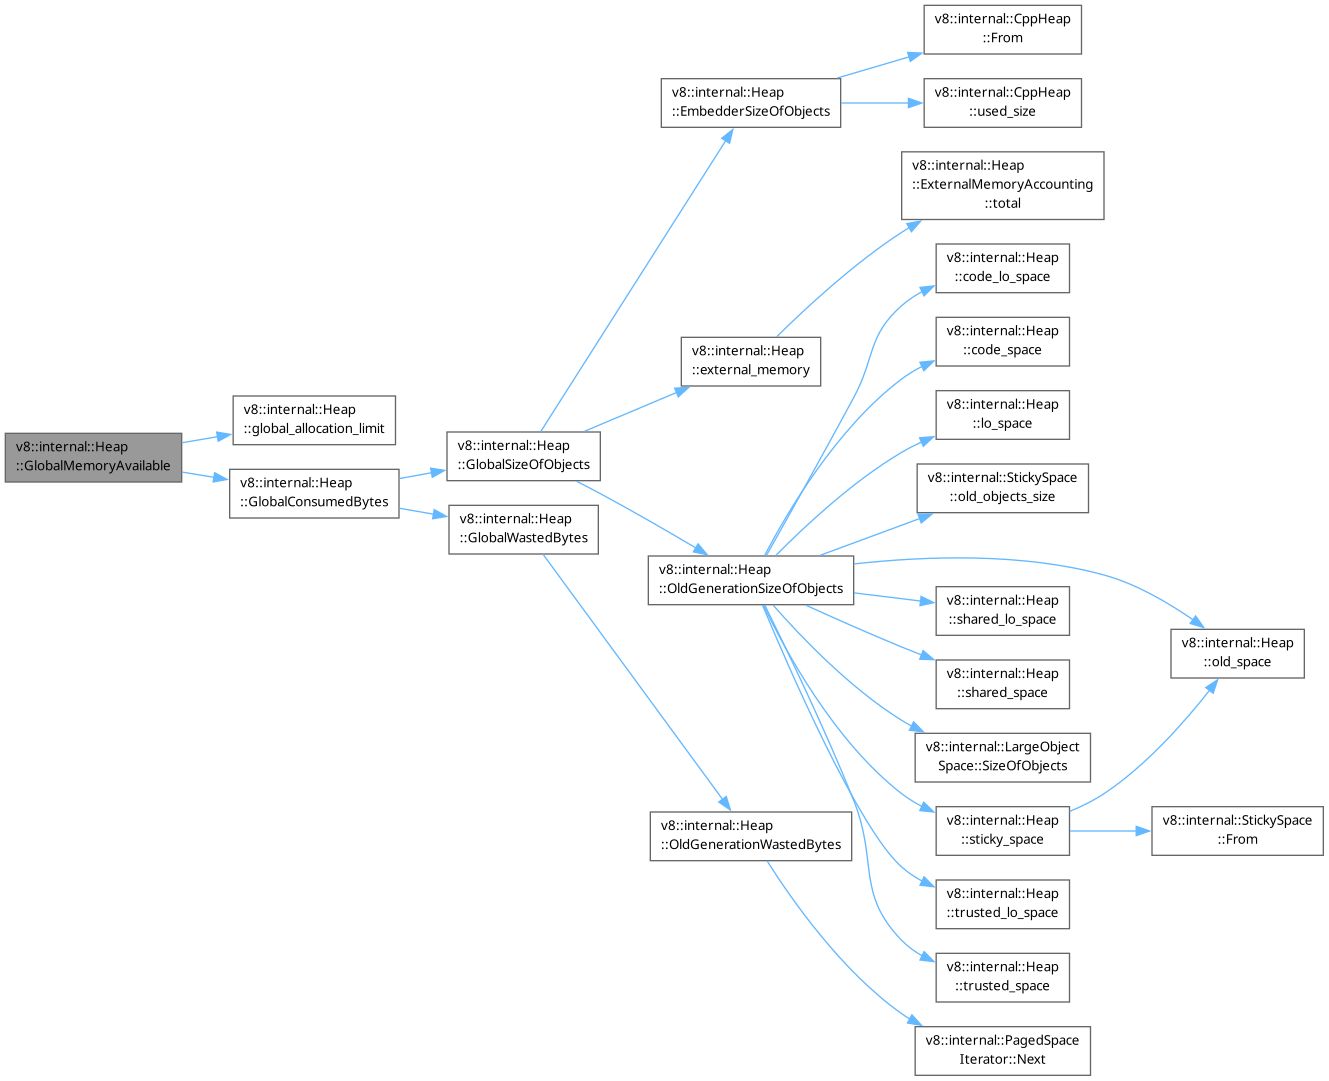 v8::internal::CppHeap
::From
v8::internal::Heap
::EmbedderSizeOfObjects
v8::internal::CppHeap
::used_size
v8::internal::Heap
::ExternalMemoryAccounting
::total
v8::internal::Heap
::code_lo_space
v8::internal::Heap
::code_space
v8::internal::Heap
::external_memory
v8::internal::Heap
::lo_space
v8::internal::Heap
::global_allocation_limit
v8::internal::Heap
::GlobalMemoryAvailable
v8::internal::Heap
::GlobalSizeOfObjects
v8::internal::Heap
::GlobalConsumedBytes
v8::internal::StickySpace
::old_objects_size
v8::internal::Heap
::GlobalWastedBytes
v8::internal::Heap
::OldGenerationSizeOfObjects
v8::internal::Heap
::shared_lo_space
v8::internal::Heap
::old_space
v8::internal::Heap
::shared_space
v8::internal::LargeObject
Space::SizeOfObjects
v8::internal::Heap
::OldGenerationWastedBytes
v8::internal::Heap
::sticky_space
v8::internal::StickySpace
::From
v8::internal::Heap
::trusted_lo_space
v8::internal::Heap
::trusted_space
v8::internal::PagedSpace
Iterator::Next